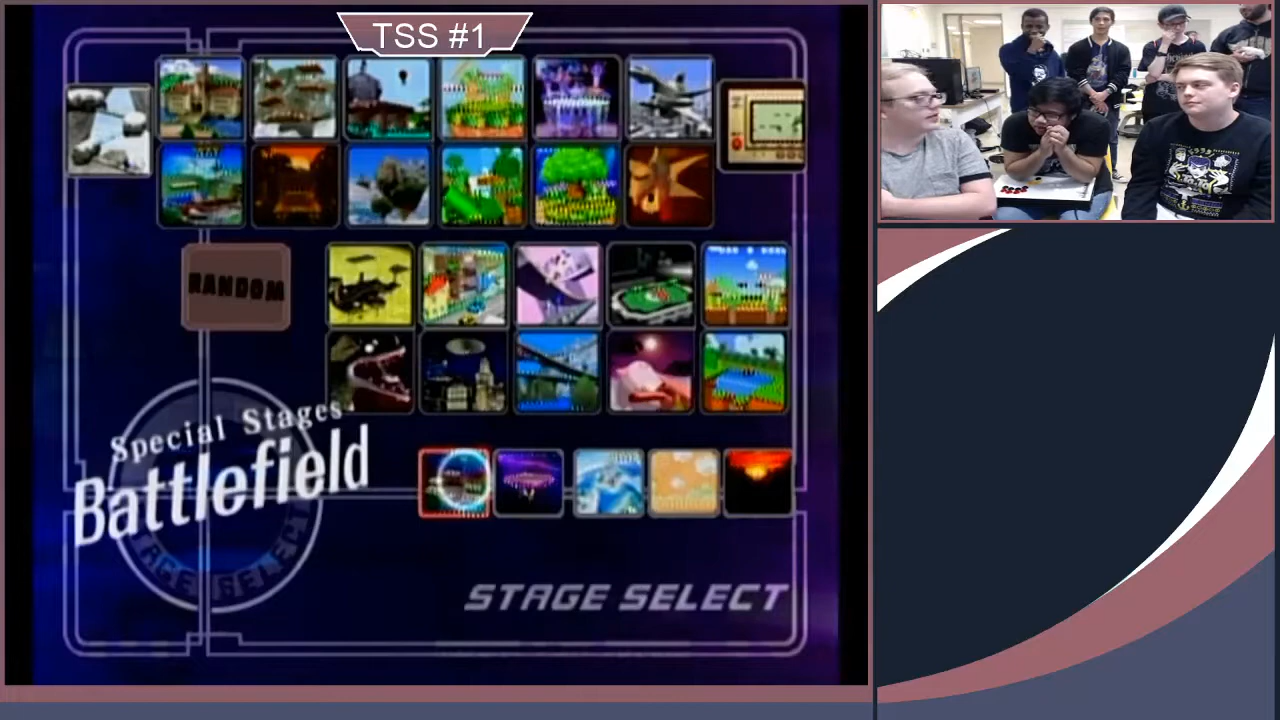 TSS #1
RANDOM
Special Stages
Battlefield
STAGE SELECT